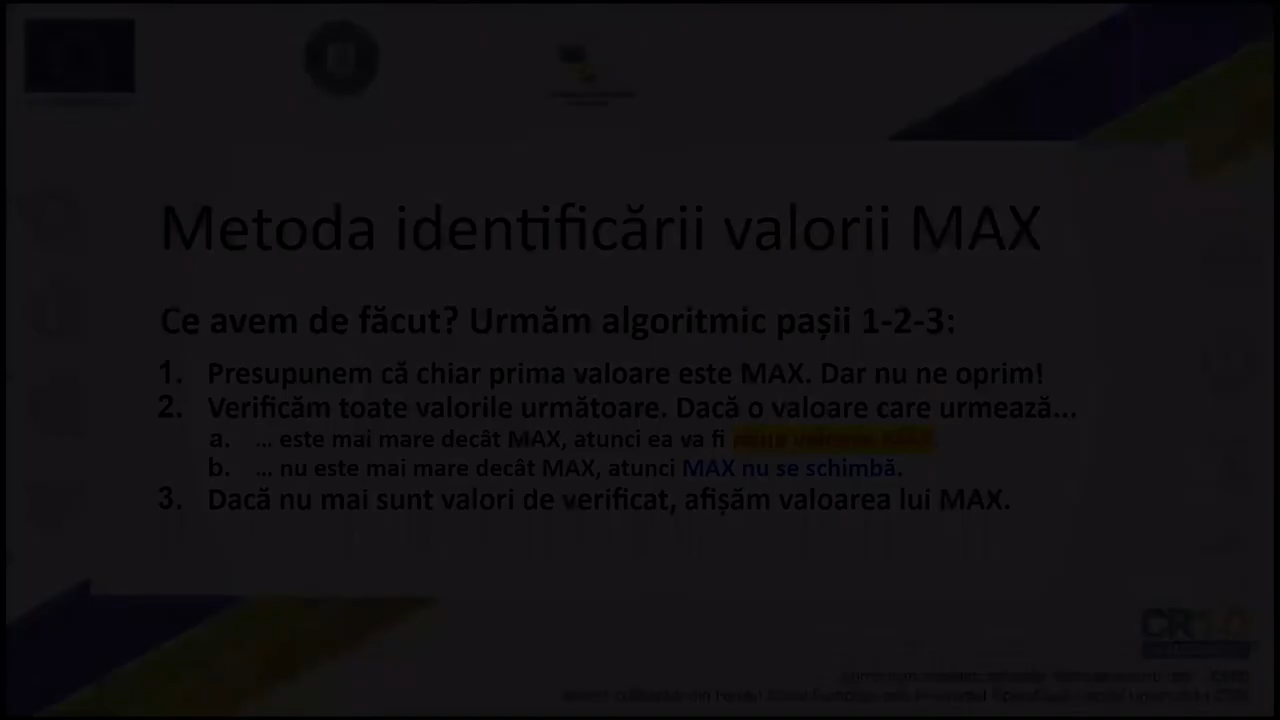 Metoda identificării valorii MAX
Ce avem de făcut? Urmăm algoritmic pașii 1-2-3:
1. Presupunem că chiar prima valoare este MAX. Dar nu ne oprim!
2. Verificăm toate valorile următoare. Dacă o valoare care urmează...
a. ... este mai mare decât MAX, atunci ea va fi
b. ... nu este mai mare decât MAX, atunci MAX nu se schimbă.
3. Dacă nu mai sunt valori de verificat, afișăm valoarea lui MAX.